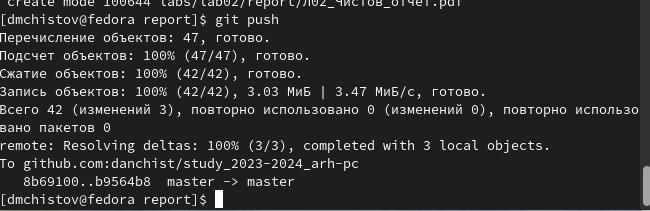 create mode 100644 labs/lab02/report/Л02_Чистов_отчет.pdf
[dmchistov@fedora report]$ git push
Перечисление объектов: 47, готово.
Подсчет объектов: 100% (47/47), готово.
Сжатие объектов: 100% (42/42), готово.
Запись объектов: 100% (42/42), 3.03 МиБ | 3.47 МиБ/с, готово.
Всего 42 (изменений 3), повторно использовано 0 (изменений 0), повторно использо
вано пакетов 0
remote: Resolving deltas: 100% (3/3), completed with 3 local objects.
To github.com:danchist/study_2023-2024_arh-pc
   8b69100..b9564b8  master -> master
[dmchistov@fedora report]$